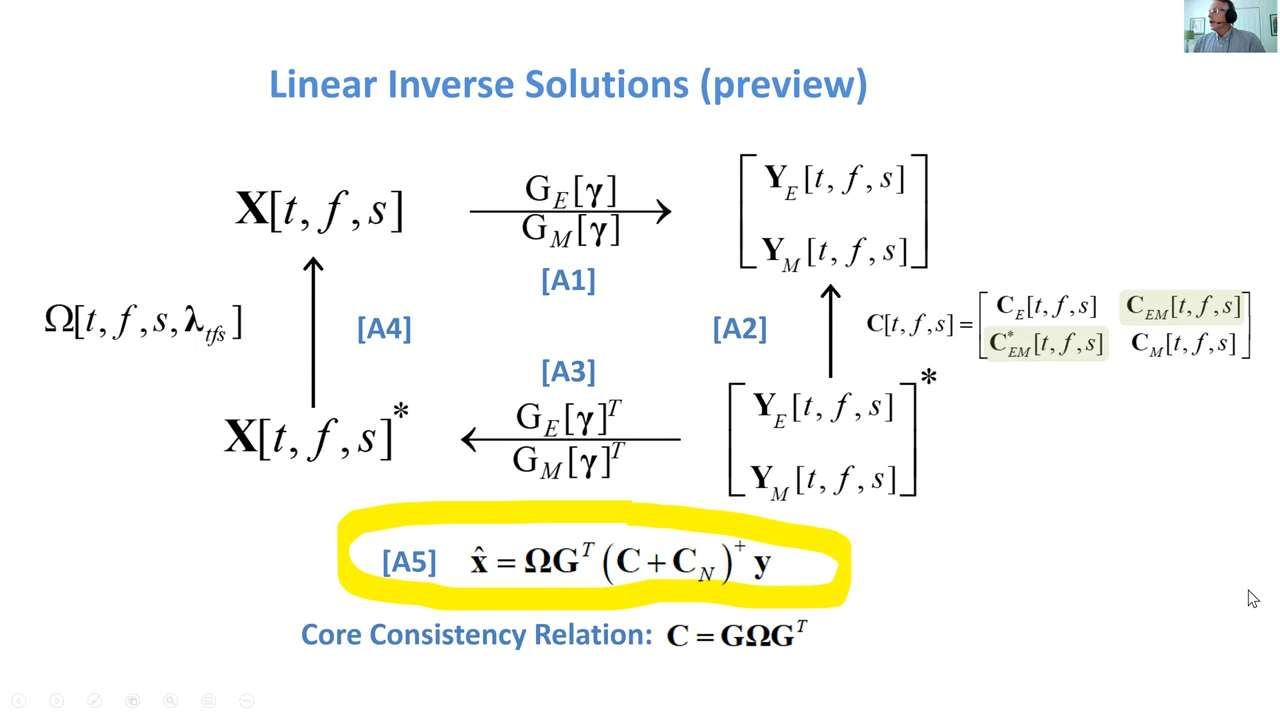 Linear Inverse Solutions (preview)
X[t, f, s]
G_E[γ]
G_M[γ]
[A1]
Y_E[t, f, s]
Y_M[t, f, s]
Ω[t, f, s, λ_tfs]
[A4]
[A2]
C[t, f, s] = [ C_E[t, f, s] C_EM[t, f, s]
C*_EM[t, f, s] C_M[t, f, s] ]
[A3]
X[t, f, s]*
G_E[γ]^T
G_M[γ]^T
Y_E[t, f, s]
Y_M[t, f, s] *
[A5] x̂ = ΩG^T (C + C_N)^+ y
Core Consistency Relation: C = GΩG^T